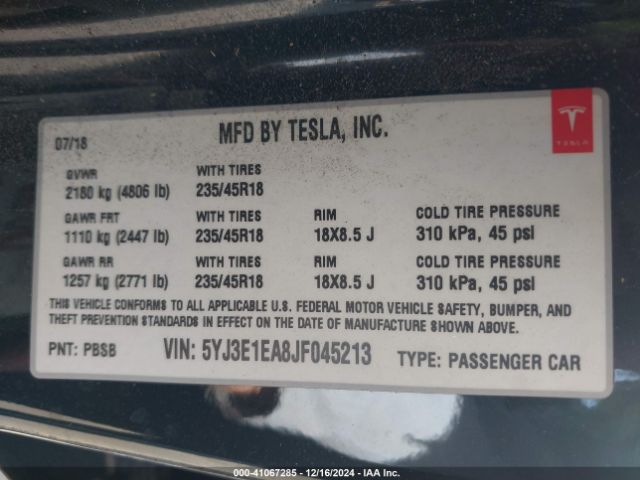 07/18
MFD BY TESLA, INC.
TESLA
GVWR WITH TIRES
2180 kg (4806 lb) 235/45R18
GAWR FRT WITH TIRES RIM COLD TIRE PRESSURE
1110 kg (2447 lb) 235/45R18 18X8.5 J 310 kPa, 45 psi
GAWR RR WITH TIRES RIM COLD TIRE PRESSURE
1257 kg (2771 lb) 235/45R18 18X8.5 J 310 kPa, 45 psi
THIS VEHICLE CONFORMS TO ALL APPLICABLE U.S. FEDERAL MOTOR VEHICLE SAFETY, BUMPER, AND
THEFT PREVENTION STANDARDS IN EFFECT ON THE DATE OF MANUFACTURE SHOWN ABOVE.
PNT: PBSB VIN: 5YJ3E1EA8JF045213 TYPE: PASSENGER CAR
000-41067285 - 12/16/2024 - IAA Inc.